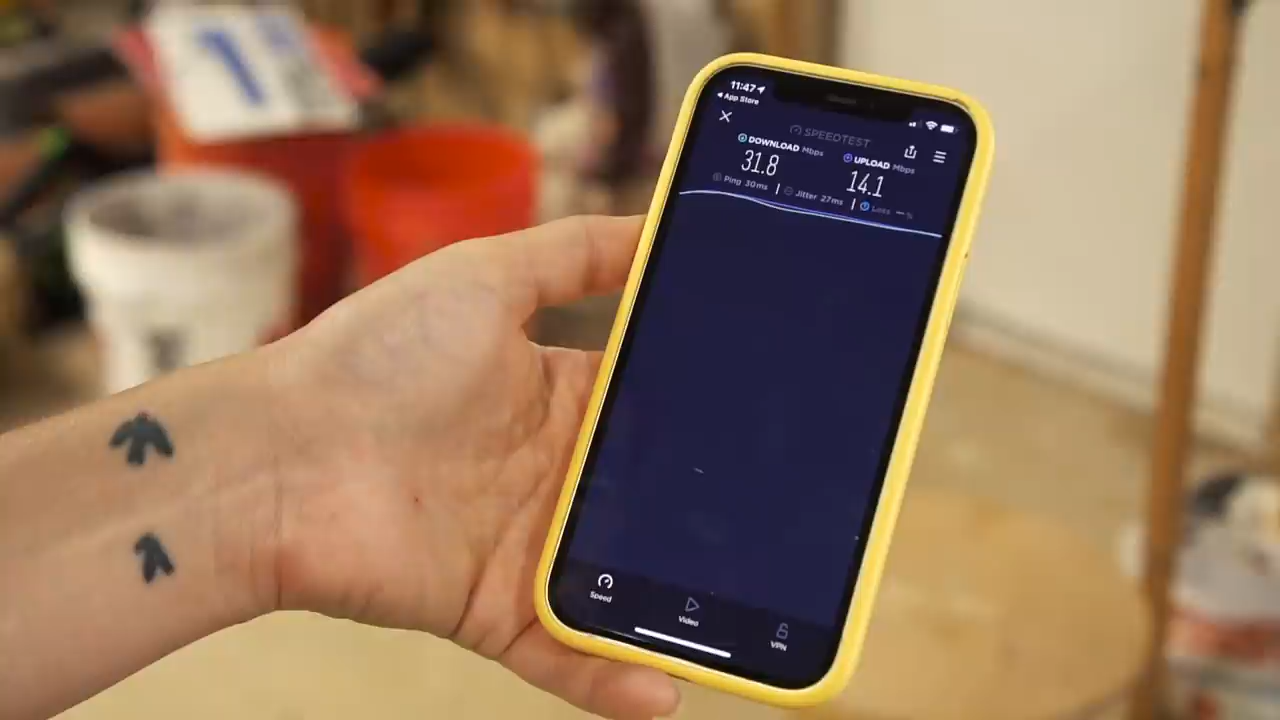 11:47
◀ App Store
SPEEDTEST
DOWNLOAD Mbps UPLOAD Mbps
31.8 14.1
Ping 30ms Jitter 27ms Loss — %
Speed Video VPN